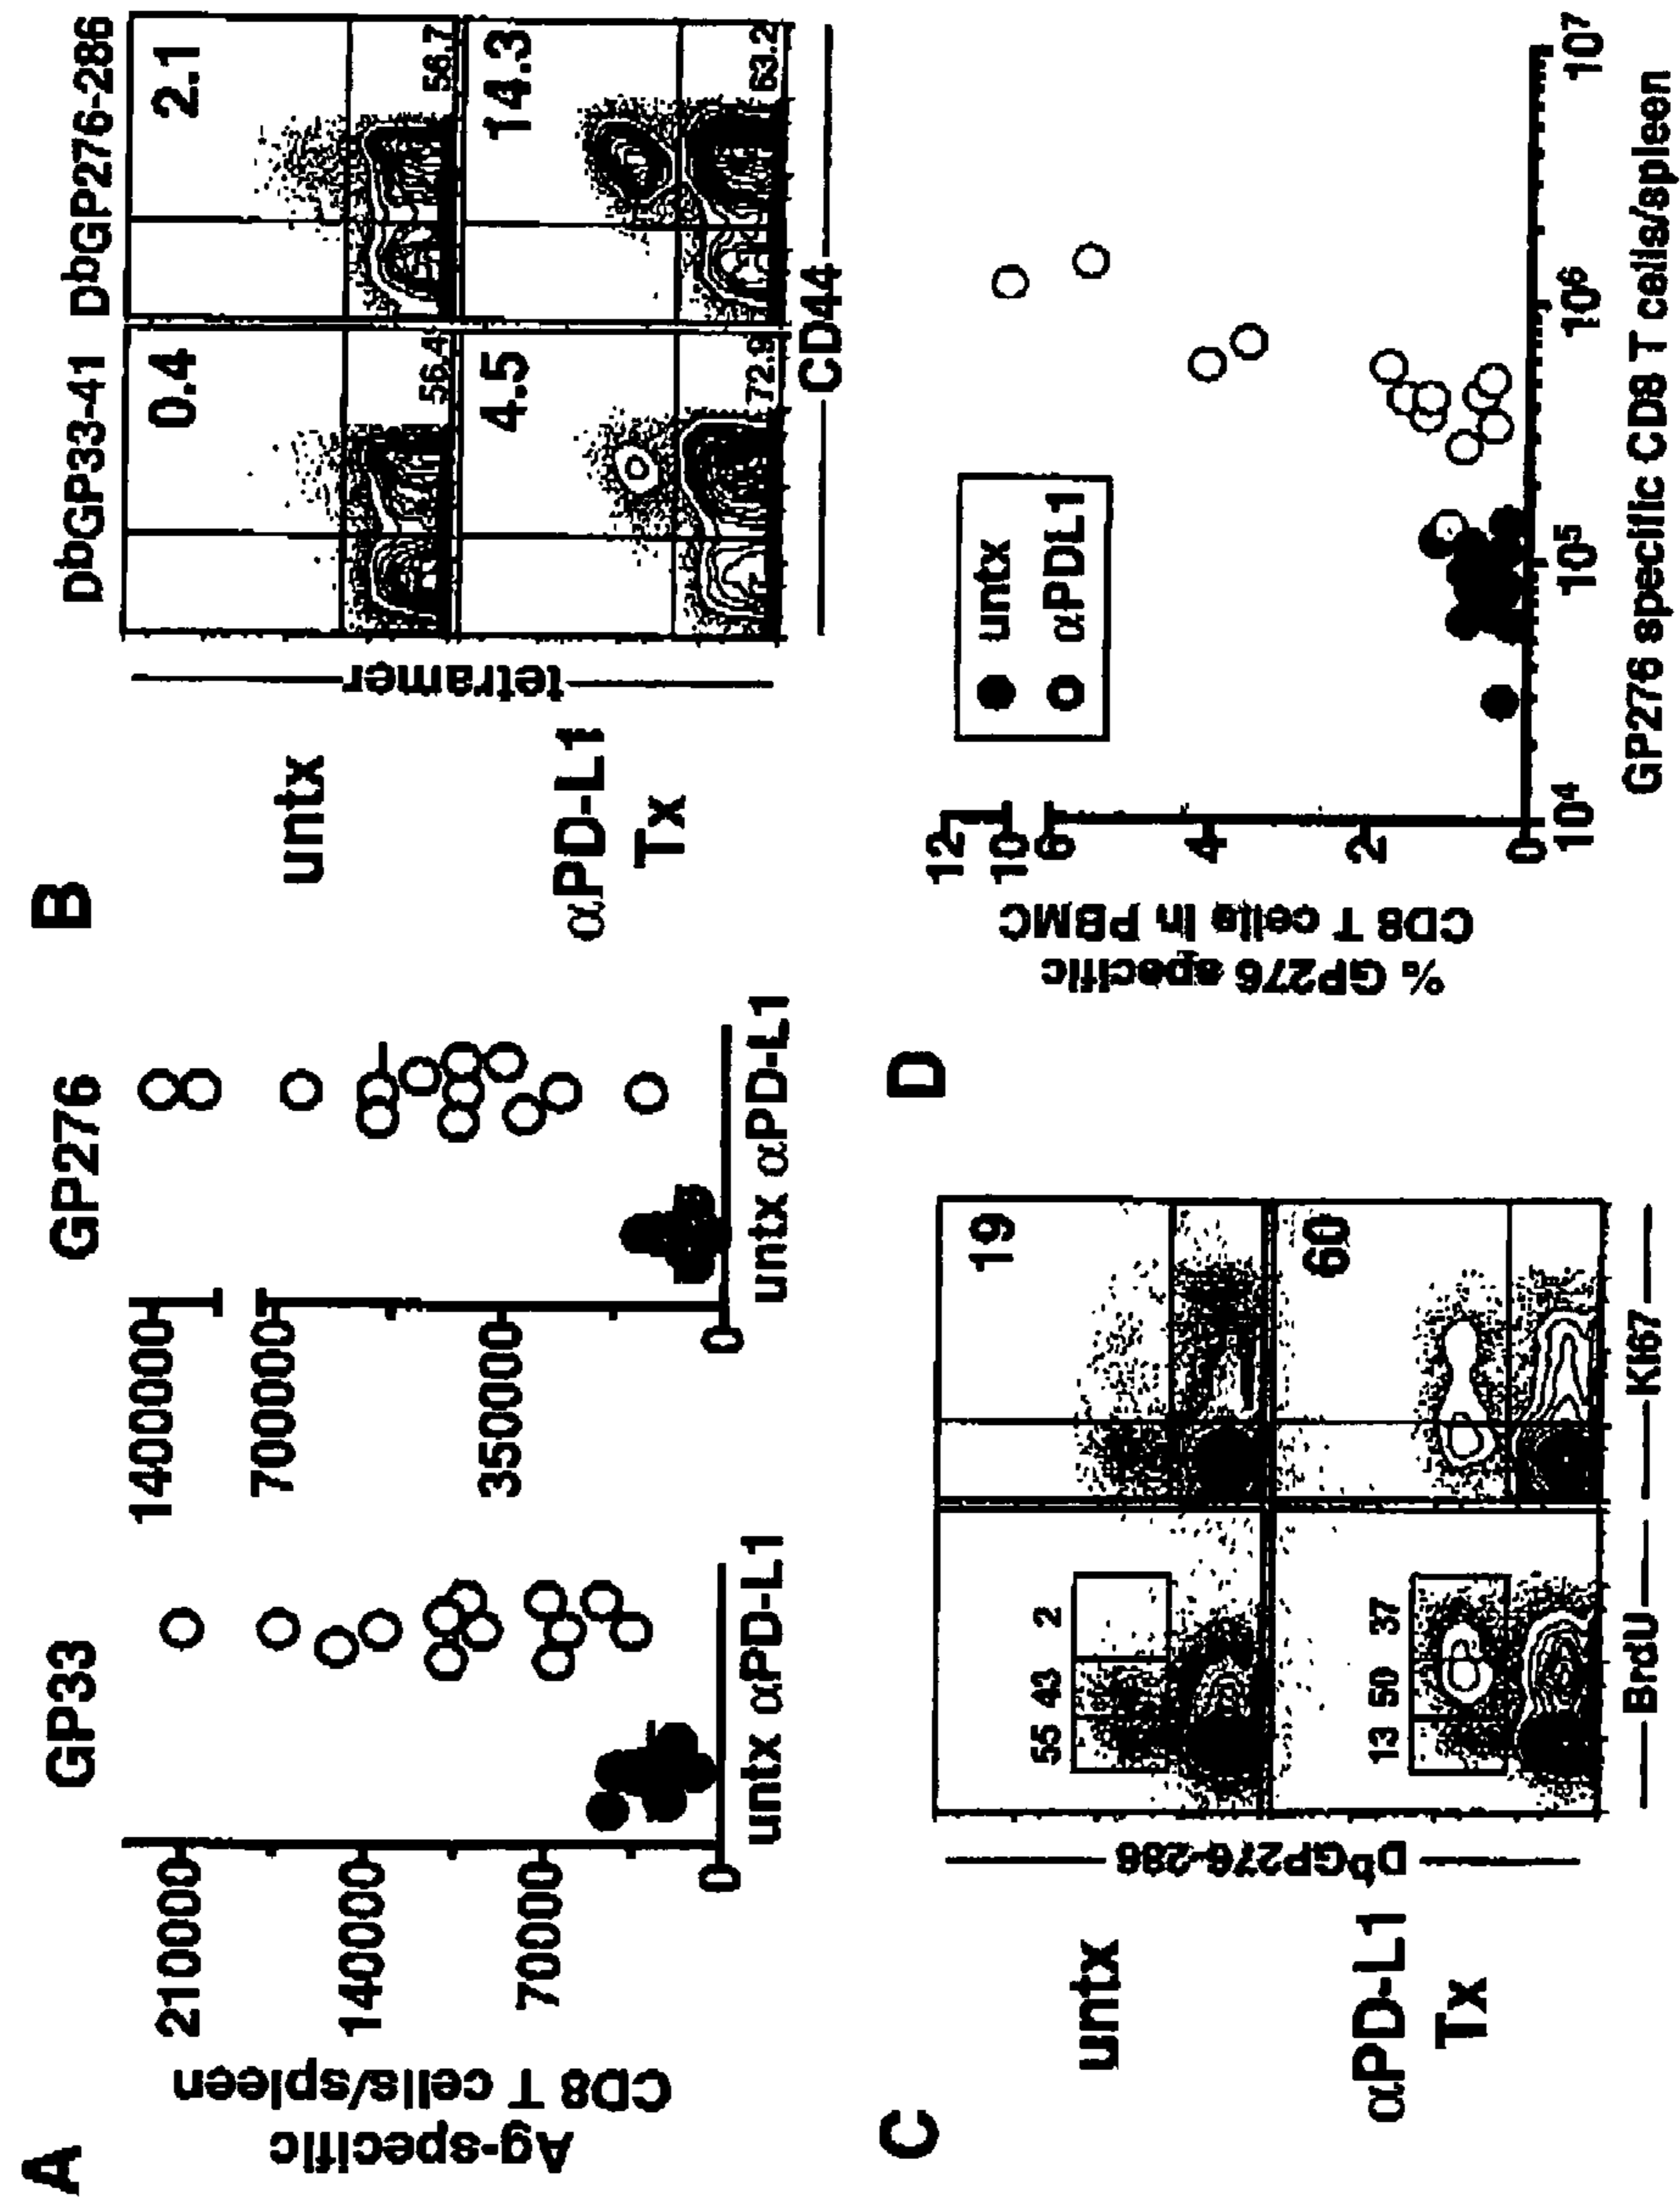 A
GP33
GP276
Ag-specific
CD8 T cells/spleen
210000
140000
70000
0
untx αPD-L1
1400000
700000
350000
0
untx αPD-L1
B
DbGP33-41 DbGP276-286
untx
αPD-L1
Tx
tetramer
0.4
56.4
2.1
56.7
4.5
72.9
14.3
63.2
CD44
C
untx
αPD-L1
Tx
DbGP276-286
55 43 2
19
13 50 37
60
BrdU
Ki67
D
% GP276 specific
CD8 T cells in PBMC
12
10
6
4
2
0
untx
αPDL1
10⁴
10⁵
10⁶
10⁷
GP276 specific CD8 T cells/spleen